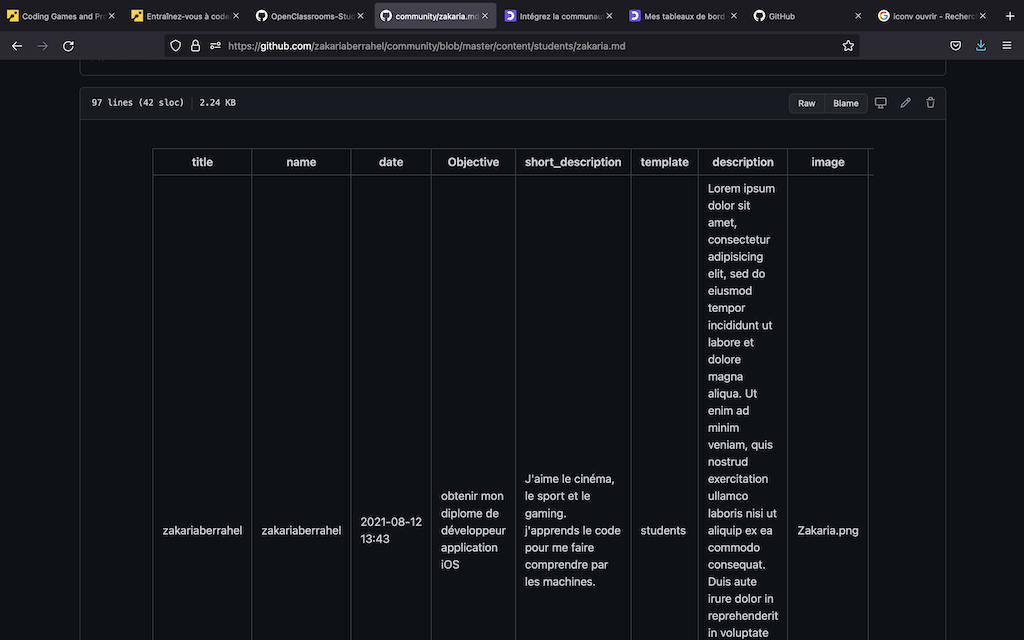 Coding Games and Pro
Entraînez-vous à code
OpenClassrooms-Stu
community/zakaria.md
Intégrez la communau
Mes tableaux de bord
GitHub
iconv ouvrir - Recherc
https://github.com/zakariaberrahel/community/blob/master/content/students/zakaria.md
97 lines (42 sloc) 2.24 KB
Raw
Blame
title name date Objective short_description template description image
zakariaberrahel
zakariaberrahel
2021-08-12
13:43
obtenir mon
diplome de
développeur
application
iOS
J'aime le cinéma,
le sport et le
gaming.
j'apprends le code
pour me faire
comprendre par
les machines.
students
Lorem ipsum
dolor sit
amet,
consectetur
adipisicing
elit, sed do
eiusmod
tempor
incididunt ut
labore et
dolore
magna
aliqua. Ut
enim ad
minim
veniam, quis
nostrud
exercitation
ullamco
laboris nisi ut
aliquip ex ea
commodo
consequat.
Duis aute
irure dolor in
reprehenderit
in voluptate
Zakaria.png